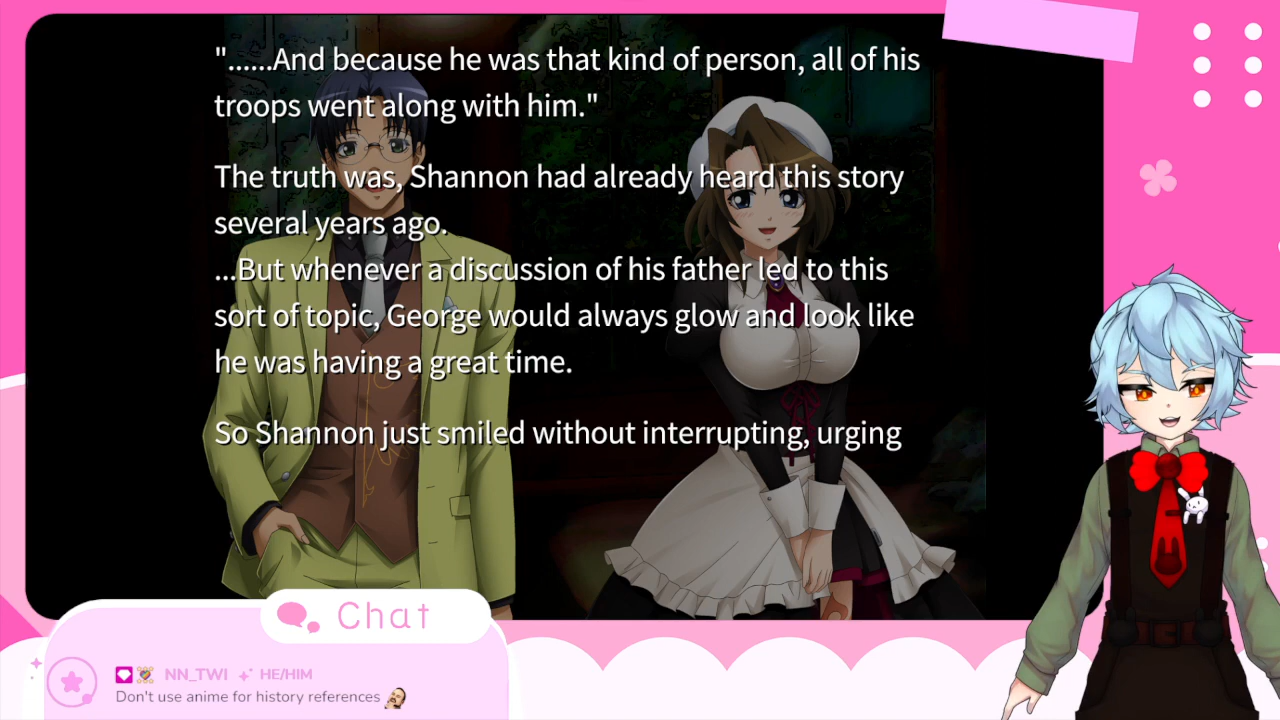 "......And because he was that kind of person, all of his
troops went along with him."
The truth was, Shannon had already heard this story
several years ago.
...But whenever a discussion of his father led to this
sort of topic, George would always glow and look like
he was having a great time.
So Shannon just smiled without interrupting, urging
Chat
NN_TWI HE/HIM
Don't use anime for history references